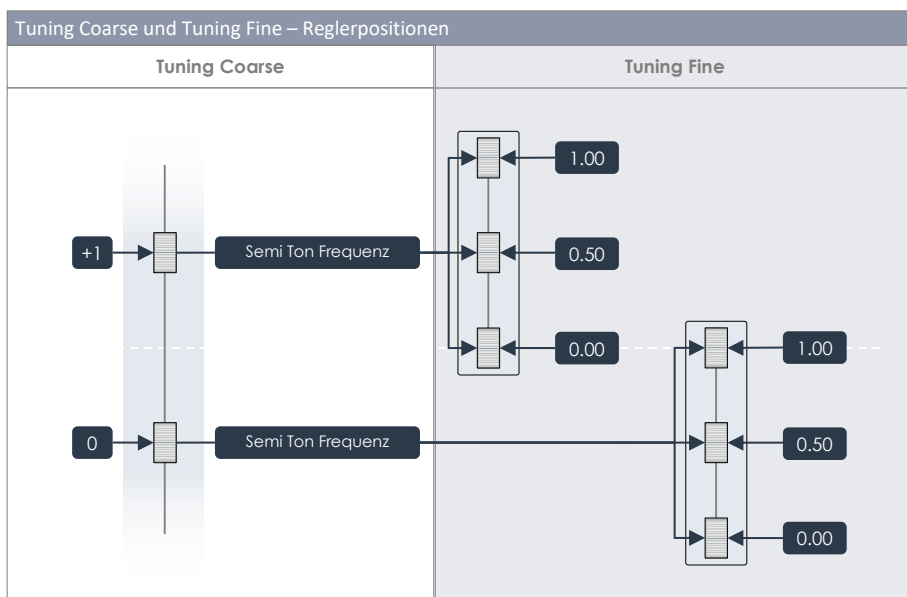 Tuning Coarse und Tuning Fine – Reglerpositionen
Tuning Coarse
Tuning Fine
1.00
+1
Semi Ton Frequenz
0.50
0.00
1.00
0
Semi Ton Frequenz
0.50
0.00